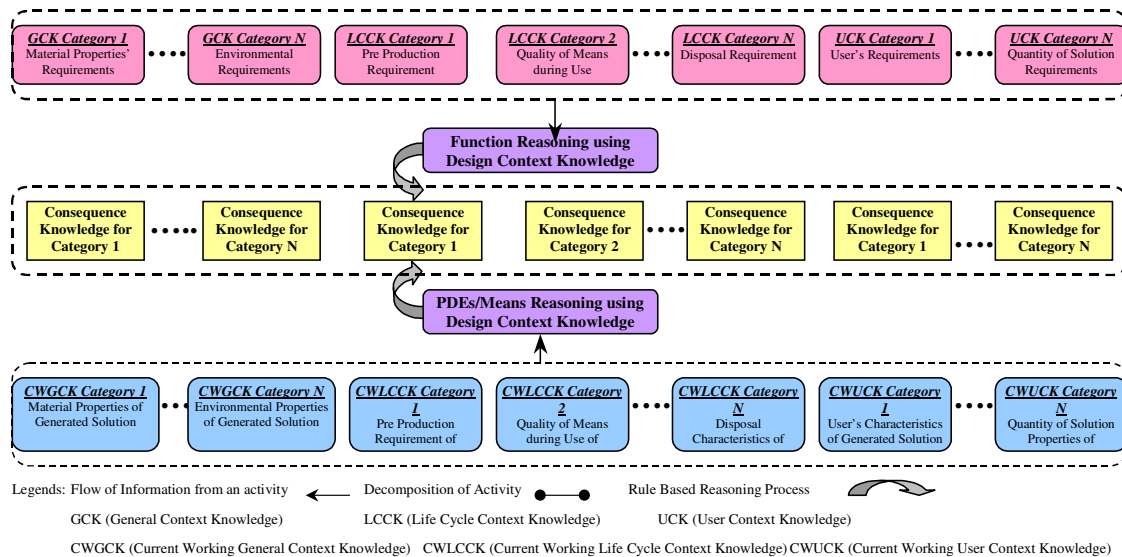 GCK Category 1
Material Properties'
Requirements
GCK Category N
Environmental
Requirements
LCCK Category 1
Pre Production
Requirement
LCCK Category 2
Quality of Means
during Use
LCCK Category N
Disposal Requirement
UCK Category 1
User's Requirements
UCK Category N
Quantity of Solution
Requirements
Function Reasoning using
Design Context Knowledge
Consequence
Knowledge for
Category 1
Consequence
Knowledge for
Category N
Consequence
Knowledge for
Category 1
Consequence
Knowledge for
Category 2
Consequence
Knowledge for
Category N
Consequence
Knowledge for
Category 1
Consequence
Knowledge for
Category N
PDEs/Means Reasoning using
Design Context Knowledge
CWGCK Category 1
Material Properties of
Generated Solution
CWGCK Category N
Environmental Properties
of Generated Solution
CWLCCK Category
1
Pre Production
Requirement of
CWLCCK Category
2
Quality of Means
during Use of
CWLCCK Category
N
Disposal
Characteristics of
CWUCK Category
1
User's Characteristics
of Generated Solution
CWUCK Category
N
Quantity of Solution
Properties of
Legends: Flow of Information from an activity Decomposition of Activity Rule Based Reasoning Process
GCK (General Context Knowledge) LCCK (Life Cycle Context Knowledge) UCK (User Context Knowledge)
CWGCK (Current Working General Context Knowledge) CWLCCK (Current Working Life Cycle Context Knowledge) CWUCK (Current Working User Context Knowledge)